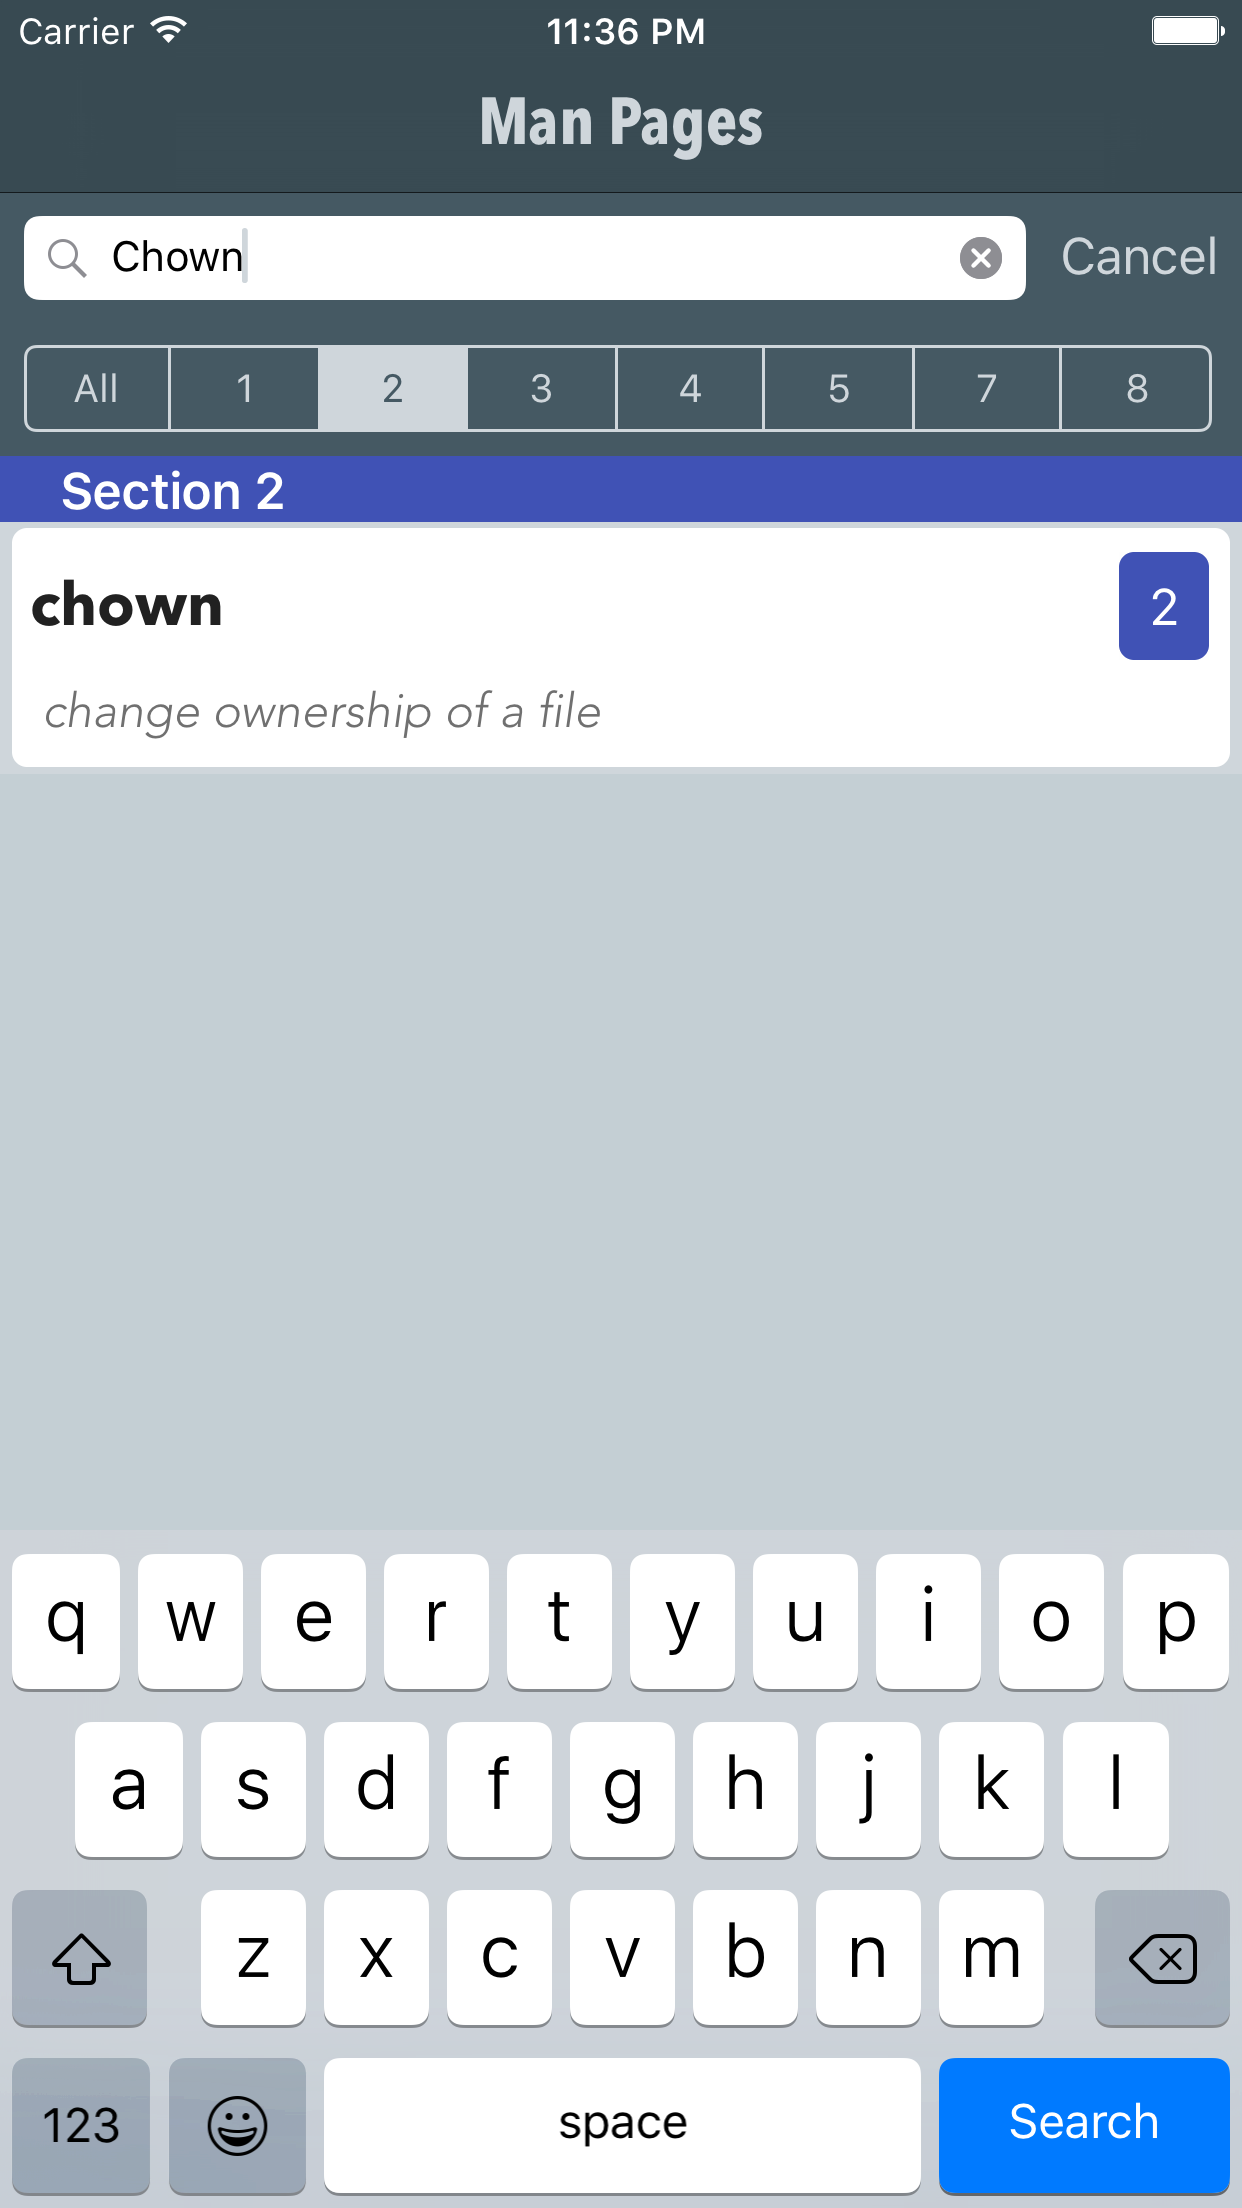 Carrier 11:36 PM
Man Pages
Chown Cancel
All 1 2 3 4 5 7 8
Section 2
chown 2
change ownership of a file
q w e r t y u i o p
a s d f g h j k l
z x c v b n m
123 space Search